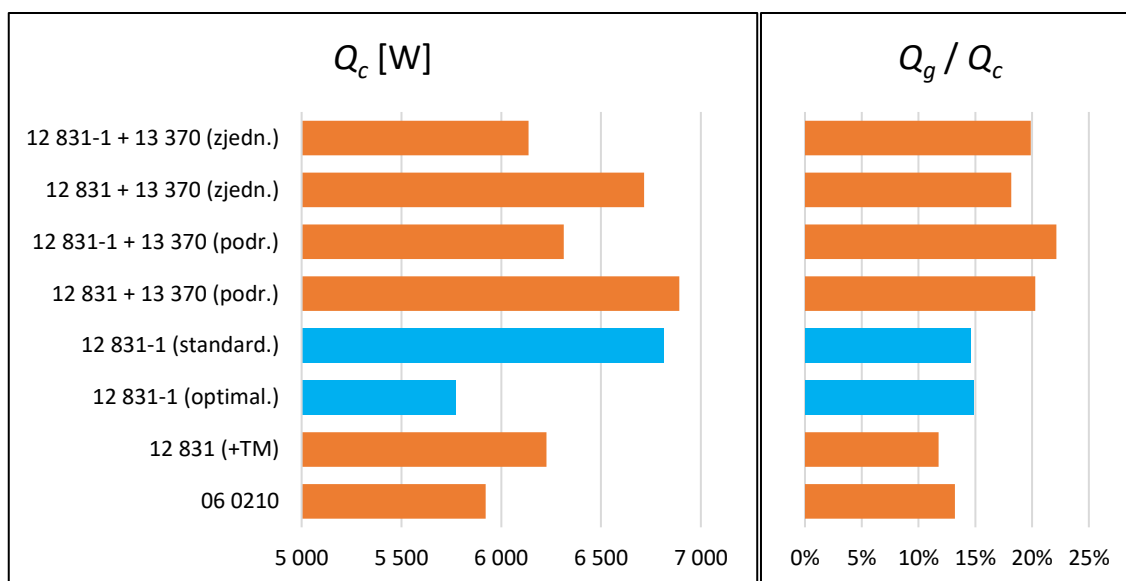 Qc [W]
12 831-1 + 13 370 (zjedn.)
12 831 + 13 370 (zjedn.)
12 831-1 + 13 370 (podr.)
12 831 + 13 370 (podr.)
12 831-1 (standard.)
12 831-1 (optimal.)
12 831 (+TM)
06 0210
5 000 5 500 6 000 6 500 7 000
Qg / Qc
0% 5% 10% 15% 20% 25%